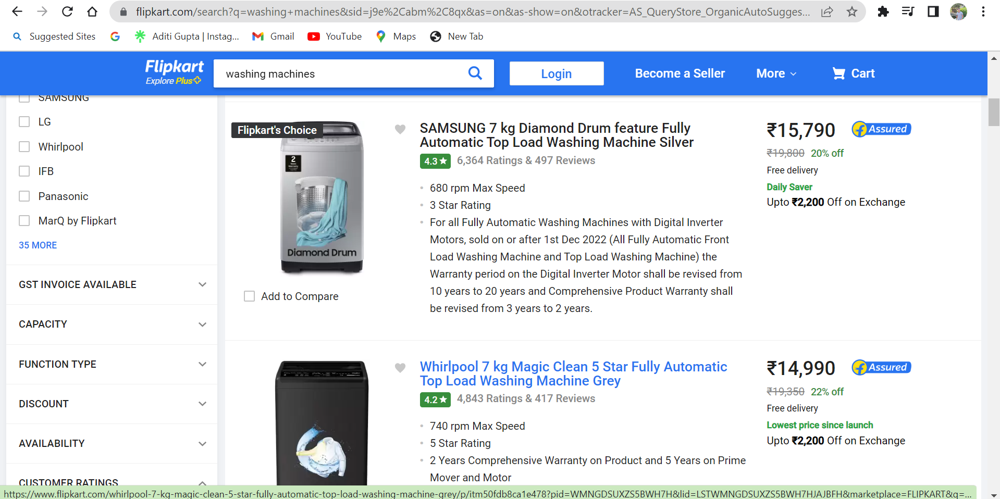 flipkart.com/search?q=washing+machines&sid=j9e%2Cabm%2C8qx&as=on&as-show=on&otracker=AS_QueryStore_OrganicAutoSugges...
Suggested Sites
Aditi Gupta | Instag...
Gmail
YouTube
Maps
New Tab
Flipkart
Explore Plus
washing machines
Login
Become a Seller
More
Cart
SAMSUNG
LG
Whirlpool
IFB
Panasonic
MarQ by Flipkart
35 MORE
GST INVOICE AVAILABLE
CAPACITY
FUNCTION TYPE
DISCOUNT
AVAILABILITY
CUSTOMER RATINGS
Flipkart's Choice
2
Years
Warranty
Diamond Drum
Add to Compare
SAMSUNG 7 kg Diamond Drum feature Fully
Automatic Top Load Washing Machine Silver
4.3★ 6,364 Ratings & 497 Reviews
• 680 rpm Max Speed
• 3 Star Rating
• For all Fully Automatic Washing Machines with Digital Inverter
Motors, sold on or after 1st Dec 2022 (All Fully Automatic Front
Load Washing Machine and Top Load Washing Machine) the
Warranty period on the Digital Inverter Motor shall be revised from
10 years to 20 years and Comprehensive Product Warranty shall
be revised from 3 years to 2 years.
₹15,790 Assured
₹19,800 20% off
Free delivery
Daily Saver
Upto ₹2,200 Off on Exchange
Whirlpool 7 kg Magic Clean 5 Star Fully Automatic
Top Load Washing Machine Grey
4.2★ 4,843 Ratings & 417 Reviews
• 740 rpm Max Speed
• 5 Star Rating
• 2 Years Comprehensive Warranty on Product and 5 Years on Prime
Mover and Motor
₹14,990 Assured
₹19,350 22% off
Free delivery
Lowest price since launch
Upto ₹2,200 Off on Exchange
https://www.flipkart.com/whirlpool-7-kg-magic-clean-5-star-fully-automatic-top-load-washing-machine-grey/p/itm50fdb8ca1e478?pid=WMNGDSUXZS5BWH7H&lid=LSTWMNGDSUXZS5BWH7HJAJBFH&marketplace=FLIPKART&q=...